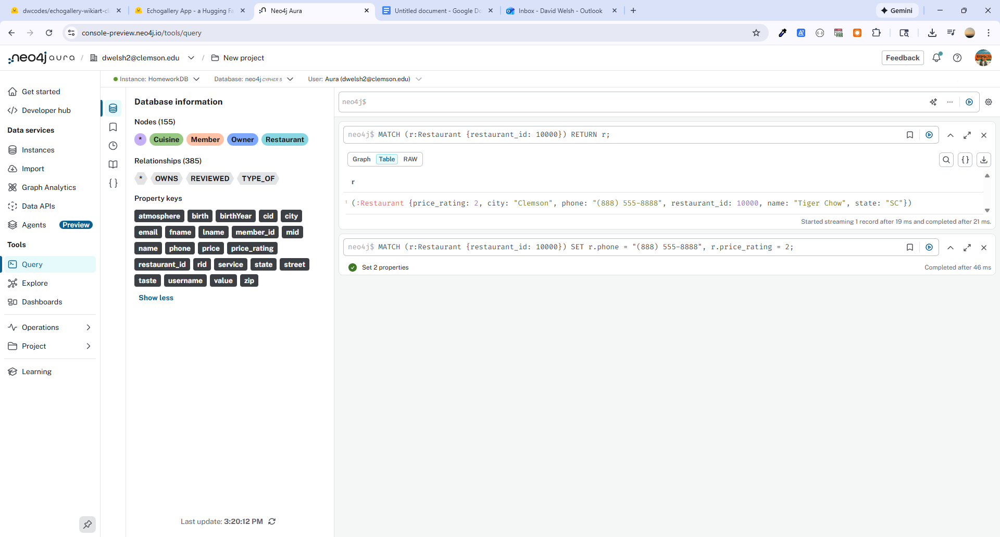 dwcodes/echogallery-wikiart-cl
Echogallery App - a Hugging Fa
Neo4j Aura
Untitled document - Google Do
Inbox - David Welsh - Outlook
Gemini
console-preview.neo4j.io/tools/query
neo4j aura / dwelsh2@clemson.edu / New project
Feedback
Instance: HomeworkDB
Database: neo4j CYPHER 5
User: Aura (dwelsh2@clemson.edu)
Get started
Developer hub
Data services
Instances
Import
Graph Analytics
Data APIs
Agents Preview
Tools
Query
Explore
Dashboards
Operations
Project
Learning
Database information
Nodes (155)
* Cuisine Member Owner Restaurant
Relationships (385)
* OWNS REVIEWED TYPE_OF
Property keys
atmosphere birth birthYear cid city
email fname lname member_id mid
name phone price price_rating
restaurant_id rid service state street
taste username value zip
Show less
Last update: 3:20:12 PM
neo4j$
neo4j$ MATCH (r:Restaurant {restaurant_id: 10000}) RETURN r;
Graph Table RAW
{ }
r
1 (:Restaurant {price_rating: 2, city: "Clemson", phone: "(888) 555-8888", restaurant_id: 10000, name: "Tiger Chow", state: "SC"})
Started streaming 1 record after 19 ms and completed after 21 ms.
neo4j$ MATCH (r:Restaurant {restaurant_id: 10000}) SET r.phone = "(888) 555-8888", r.price_rating = 2;
Set 2 properties
Completed after 46 ms